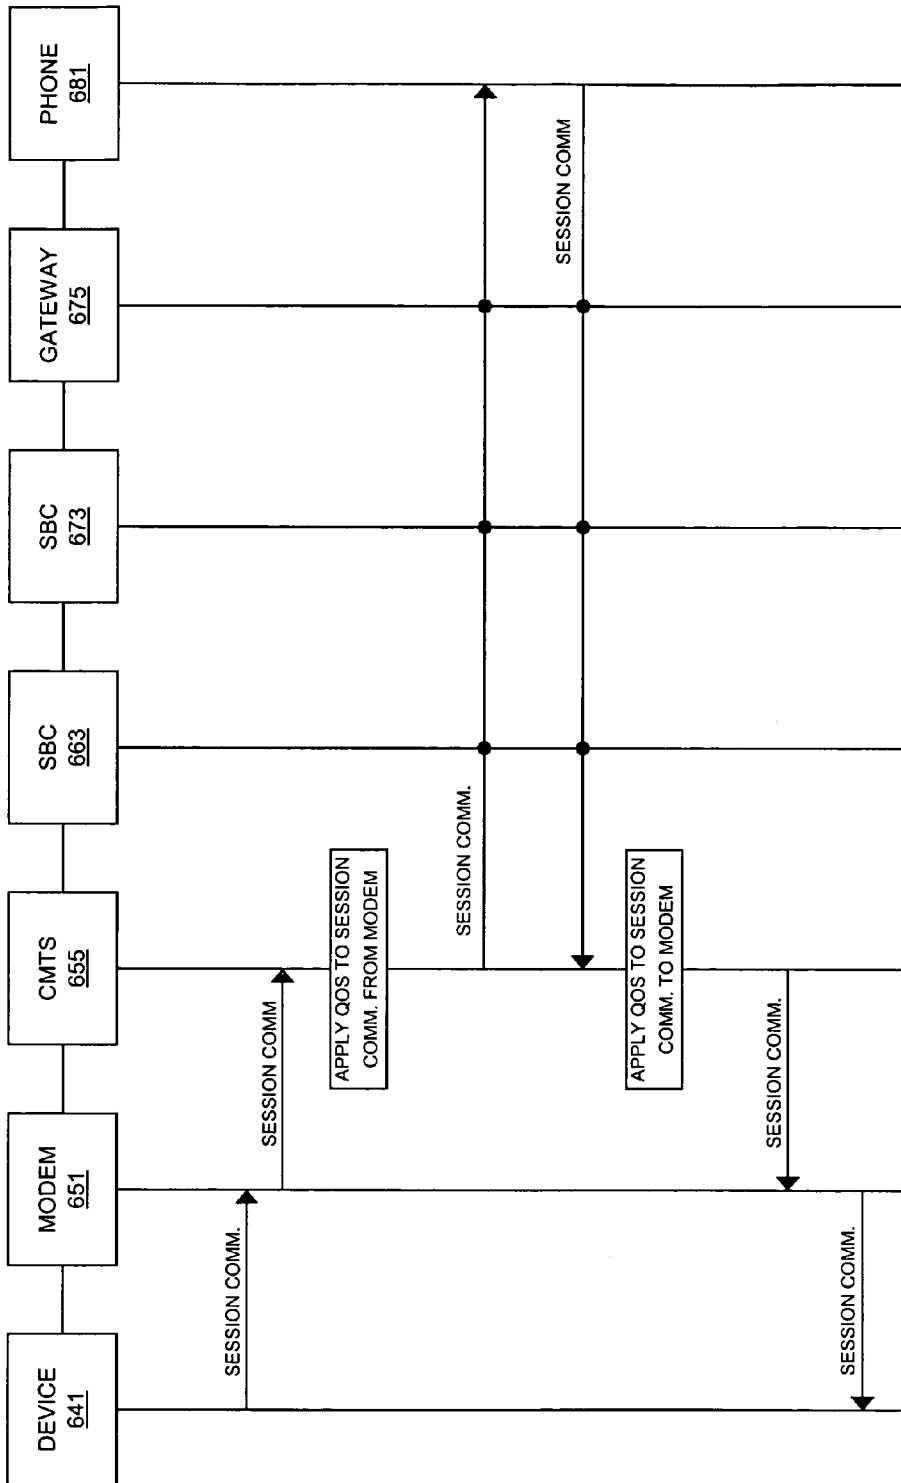 DEVICE
641
MODEM
651
CMTS
655
SBC
663
SBC
673
GATEWAY
675
PHONE
681
SESSION COMM.
SESSION COMM
APPLY QOS TO SESSION
COMM. FROM MODEM
SESSION COMM.
SESSION COMM
APPLY QOS TO SESSION
COMM. TO MODEM
SESSION COMM.
SESSION COMM.